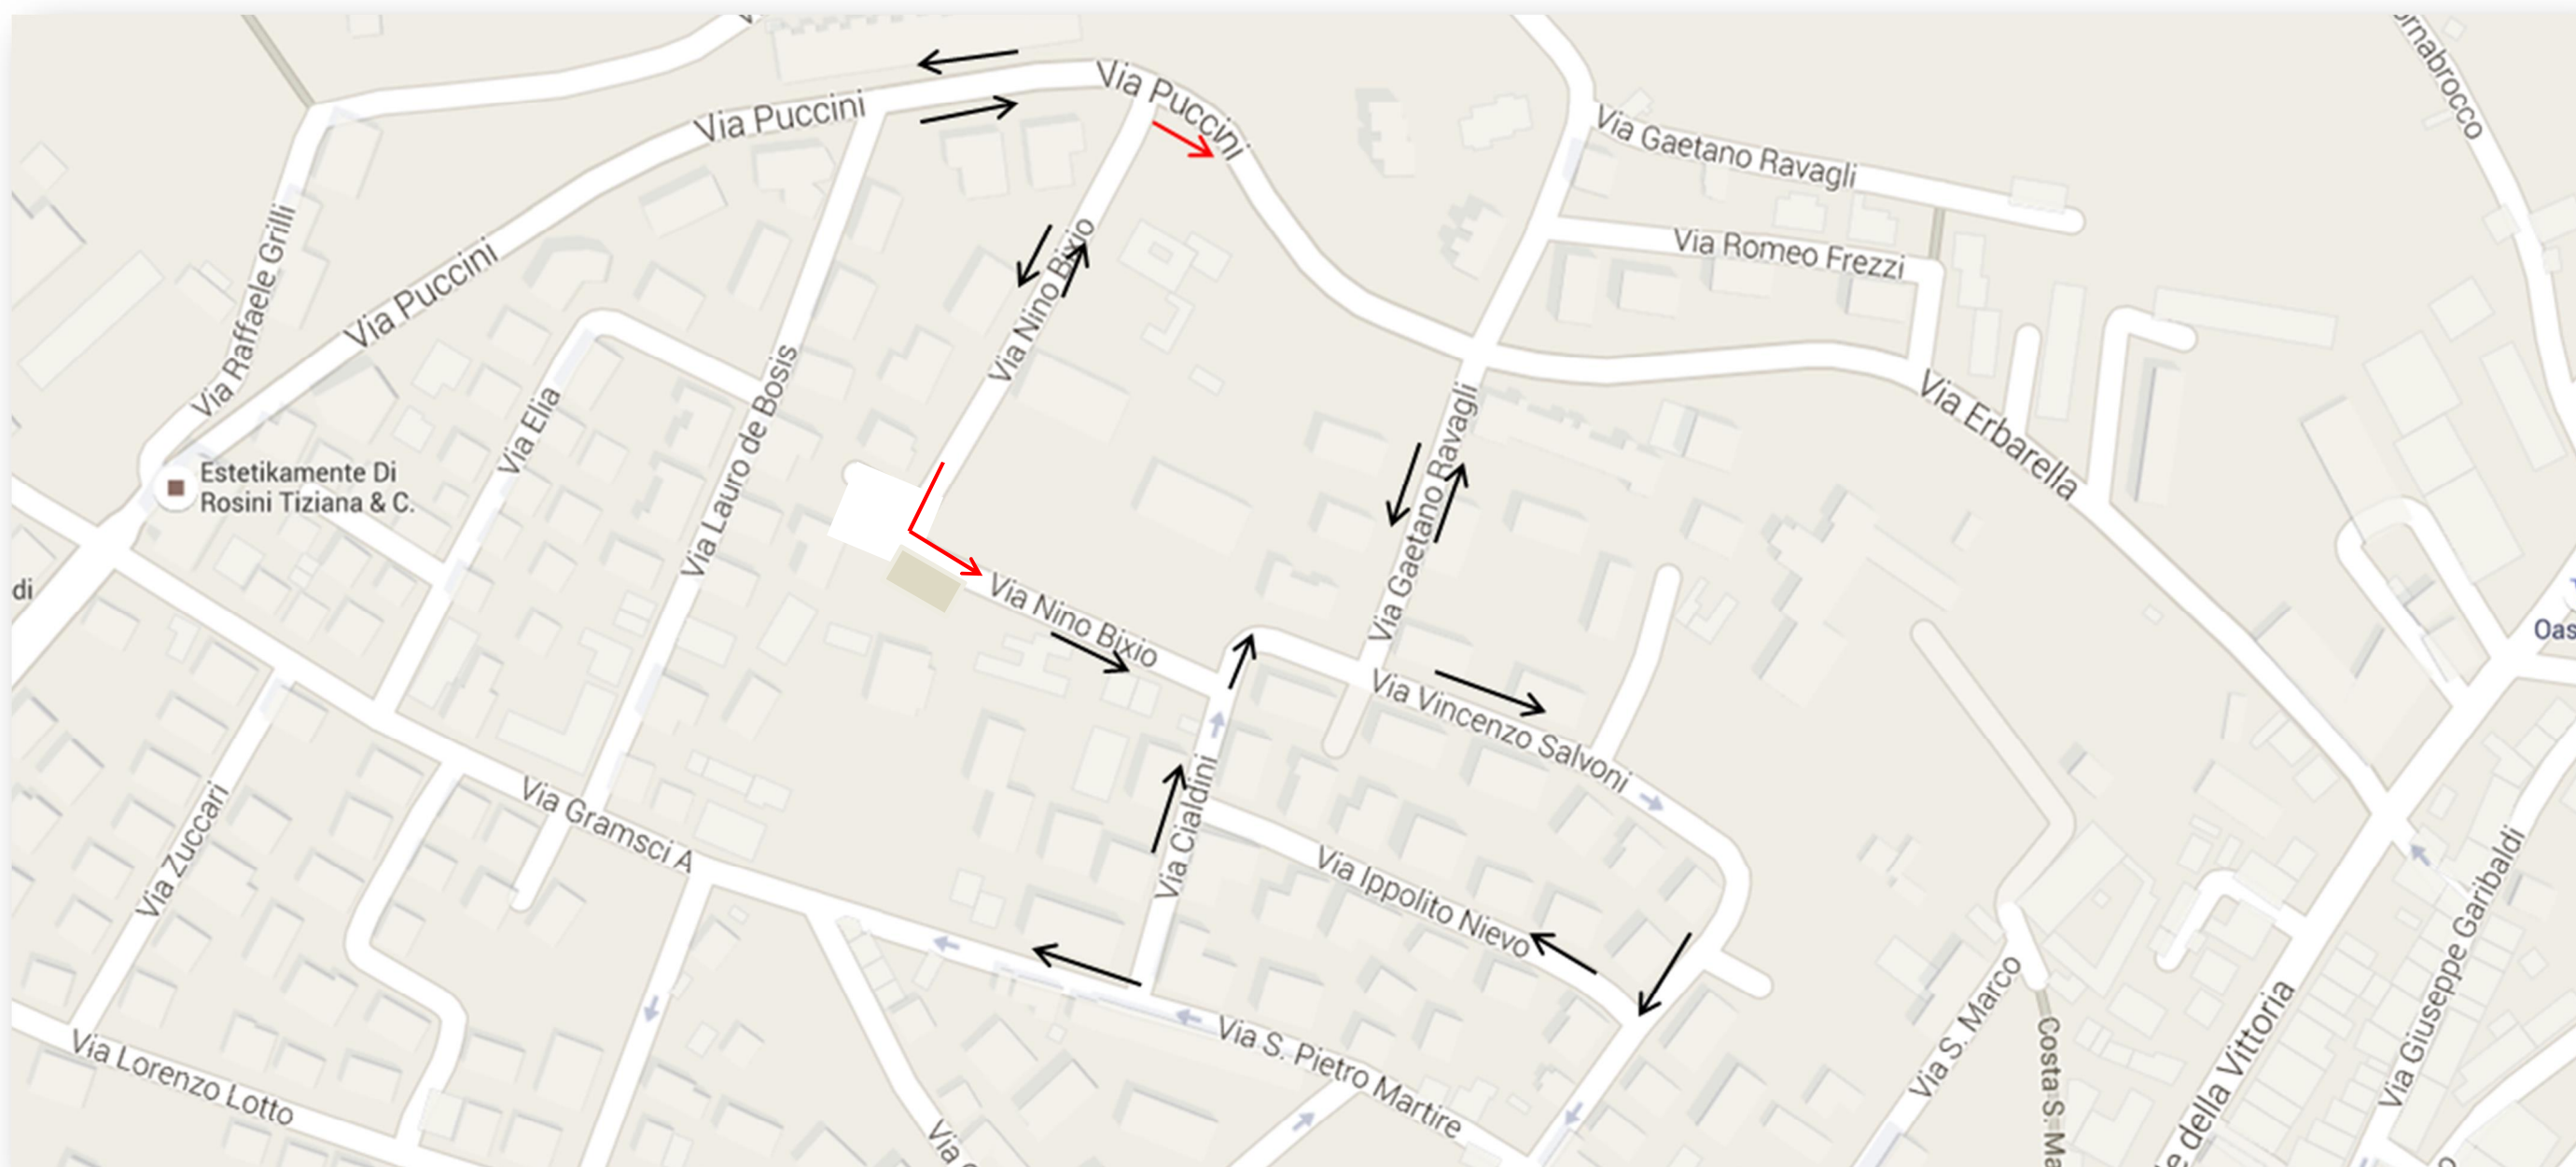 ornabrocco
Via Puccini
Via Puccini
Via Gaetano Ravagli
Via Raffaele Grilli
Via Puccini
Via Nino Bixio
Via Romeo Frezzi
Via Elia
Via Lauro de Bosis
Via Gaetano Ravagli
Via Erbarella
Estetikamente Di
Rosini Tiziana & C.
di
Via Nino Bixio
Oas
Via Vincenzo Salvoni
Via Zuccari
Via Gramsci A
Via Cialdini
Via Ippolito Nievo
Via Giuseppe Garibaldi
Via S. Marco
Costa S. Ma
e della Vittoria
Via Lorenzo Lotto
Via S. Pietro Martire
Via